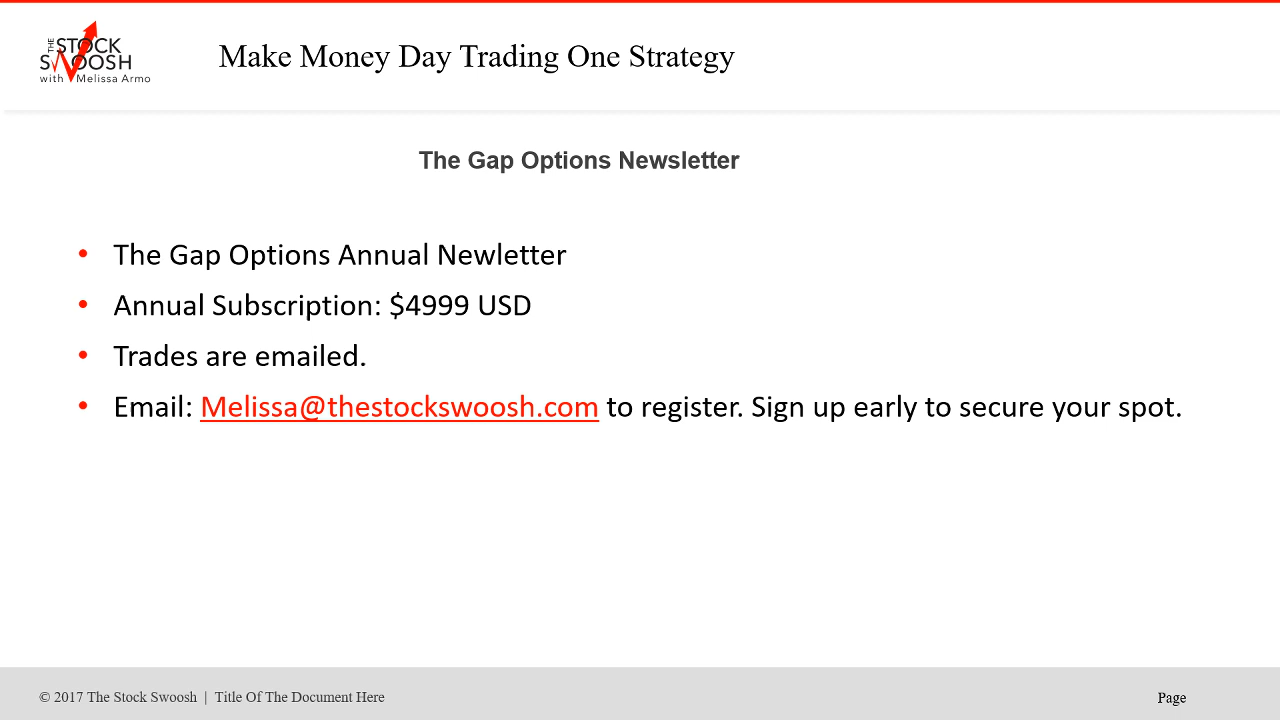 THE STOCK
SWOOSH
with Melissa Armo
Make Money Day Trading One Strategy
The Gap Options Newsletter
• The Gap Options Annual Newletter
• Annual Subscription: $4999 USD
• Trades are emailed.
• Email: Melissa@thestockswoosh.com to register. Sign up early to secure your spot.
© 2017 The Stock Swoosh | Title Of The Document Here
Page